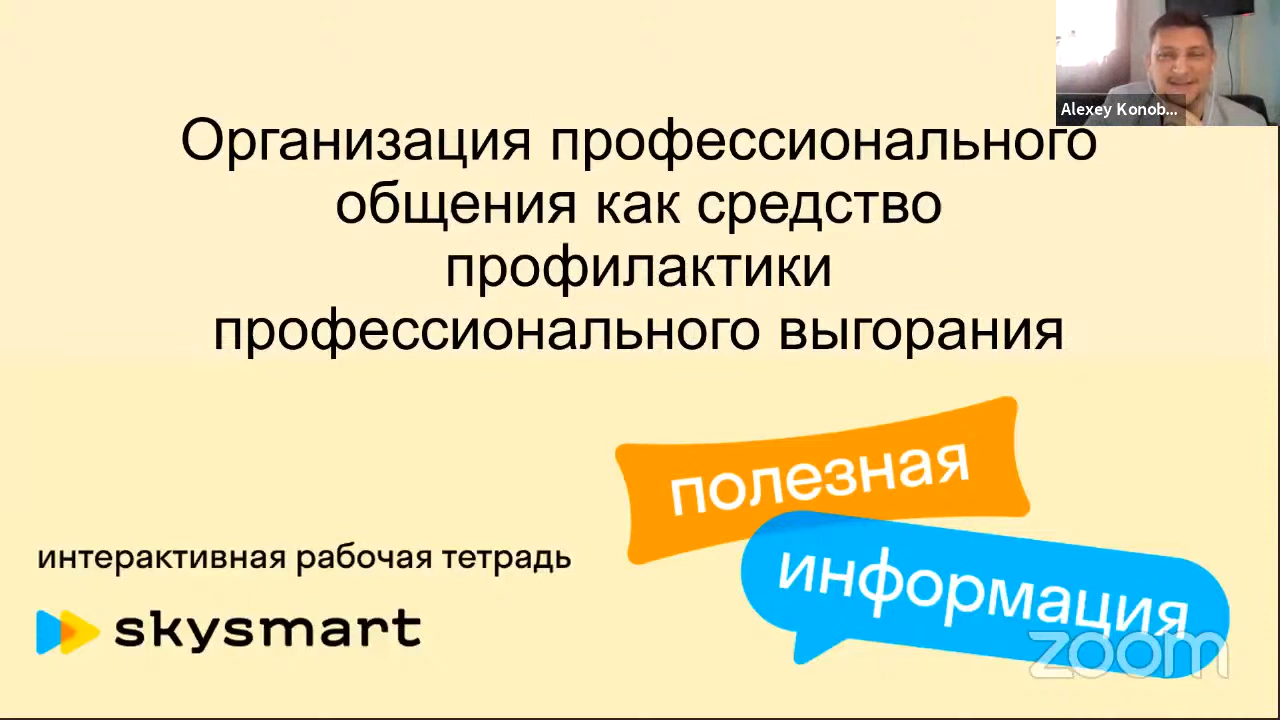 Alexey Konob...
Организация профессионального
общения как средство
профилактики
профессионального выгорания
полезная
информация
интерактивная рабочая тетрадь
skysmart
zoom